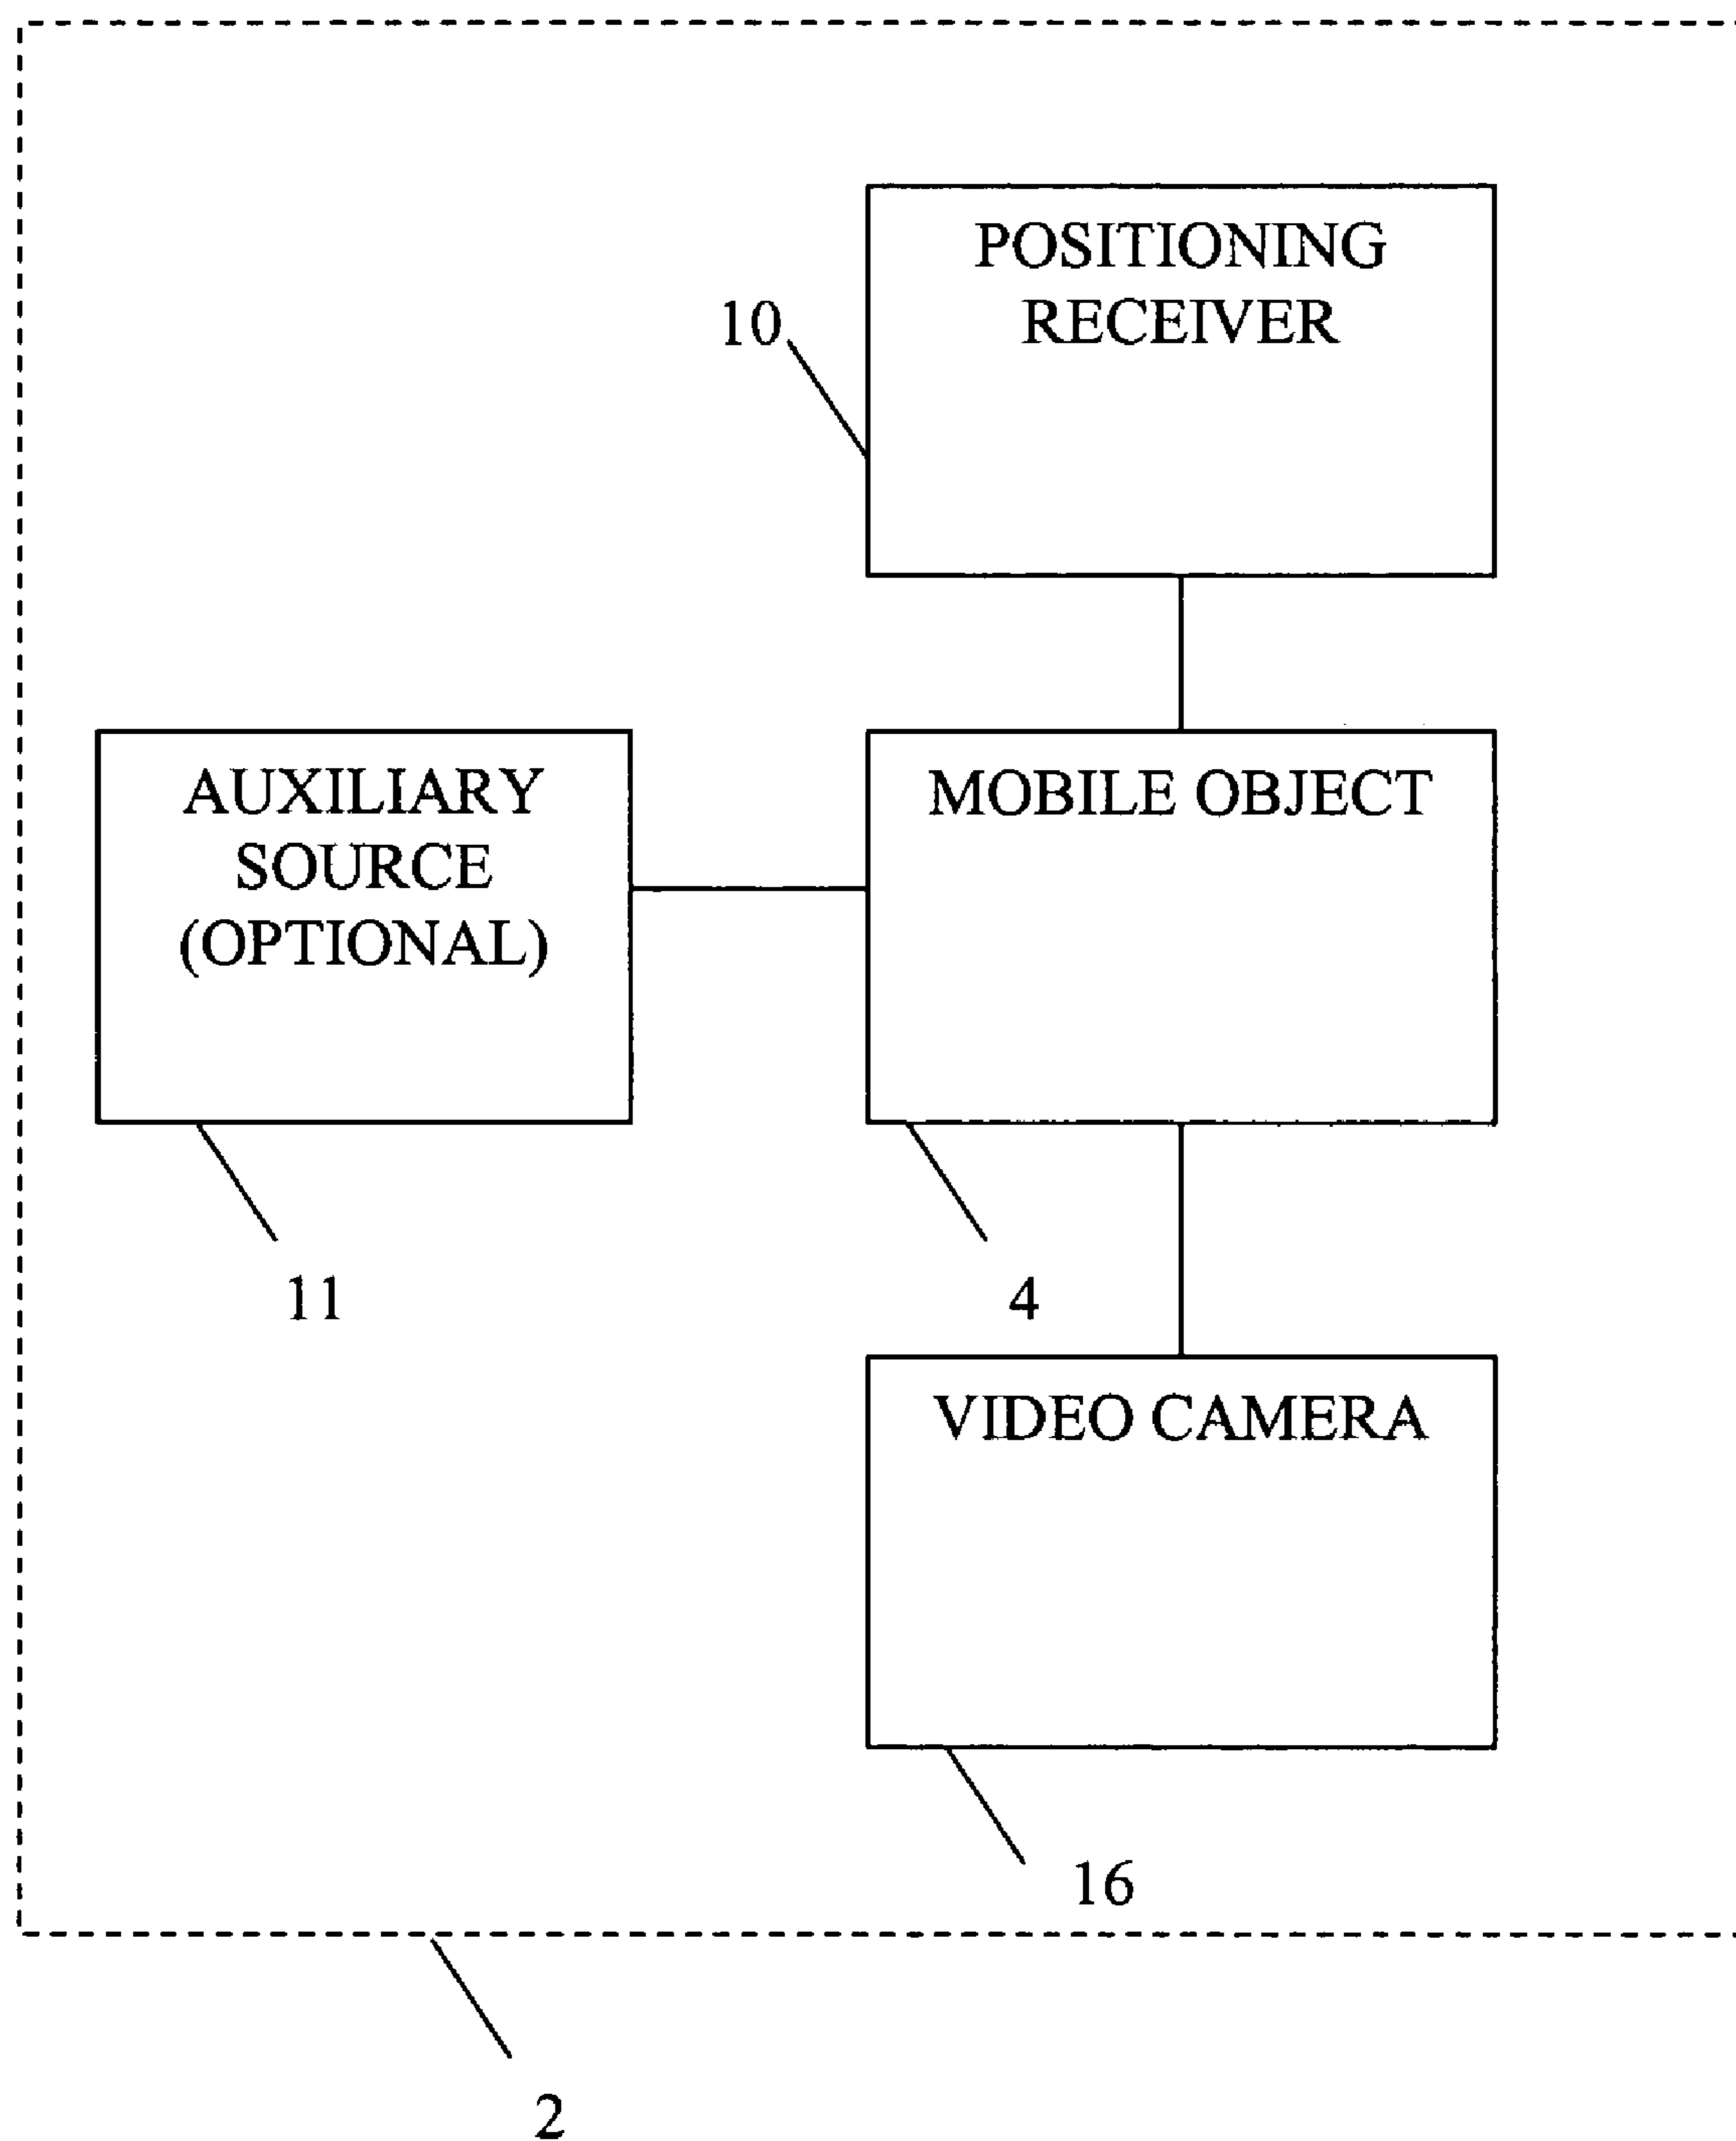 POSITIONING
RECEIVER
10
AUXILIARY
SOURCE
(OPTIONAL)
MOBILE OBJECT
11
4
VIDEO CAMERA
16
2